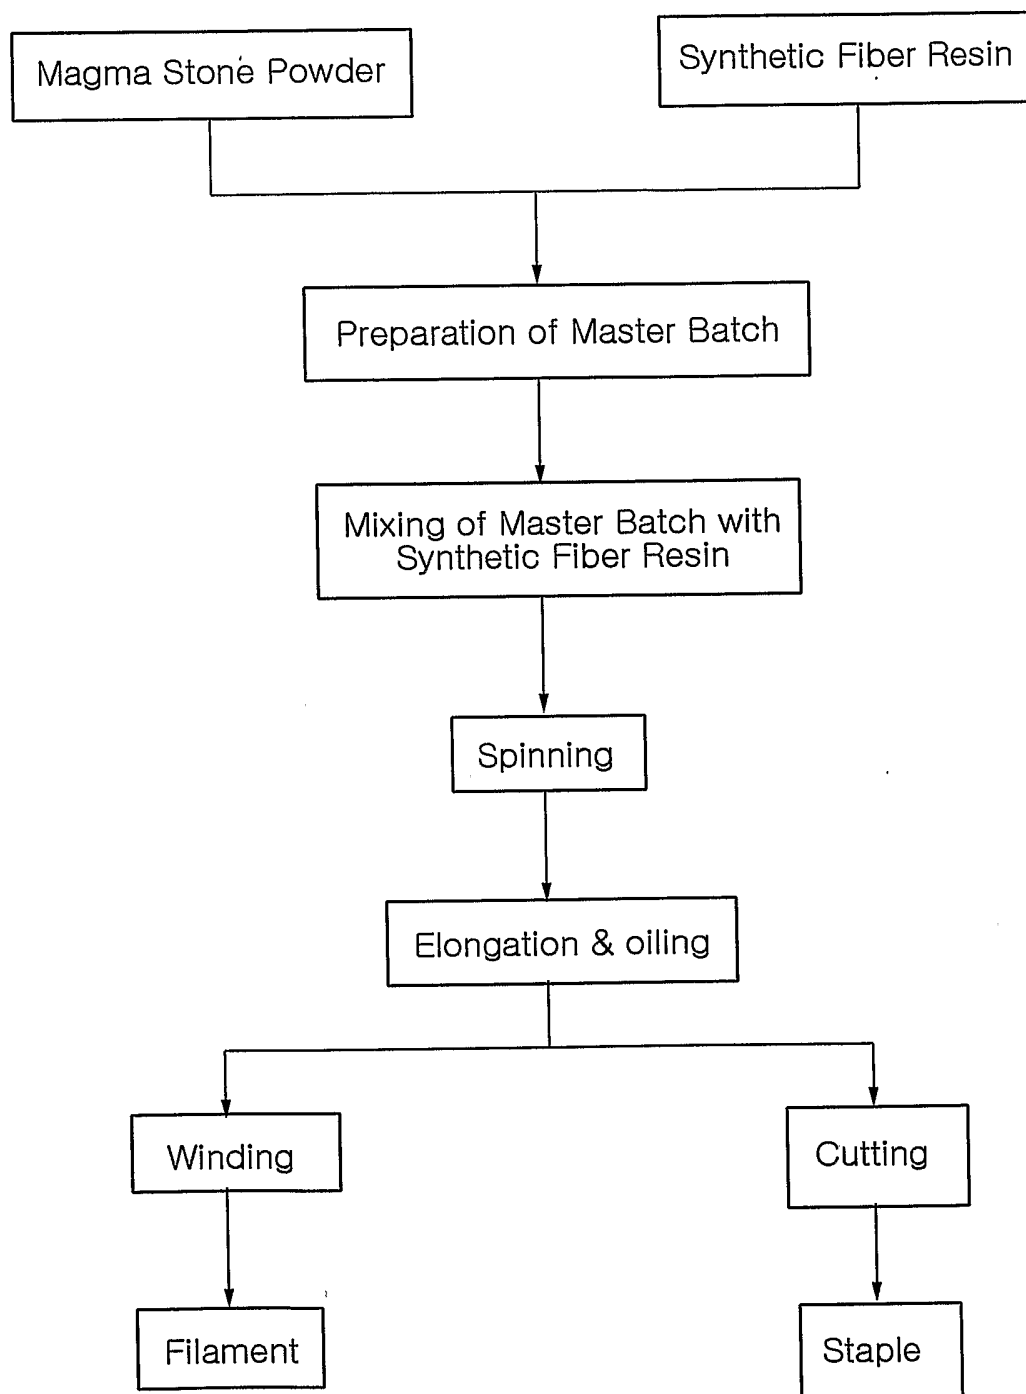 Magma Stone Powder
Synthetic Fiber Resin
Preparation of Master Batch
Mixing of Master Batch with
Synthetic Fiber Resin
Spinning
Elongation & oiling
Winding
Cutting
Filament
Staple